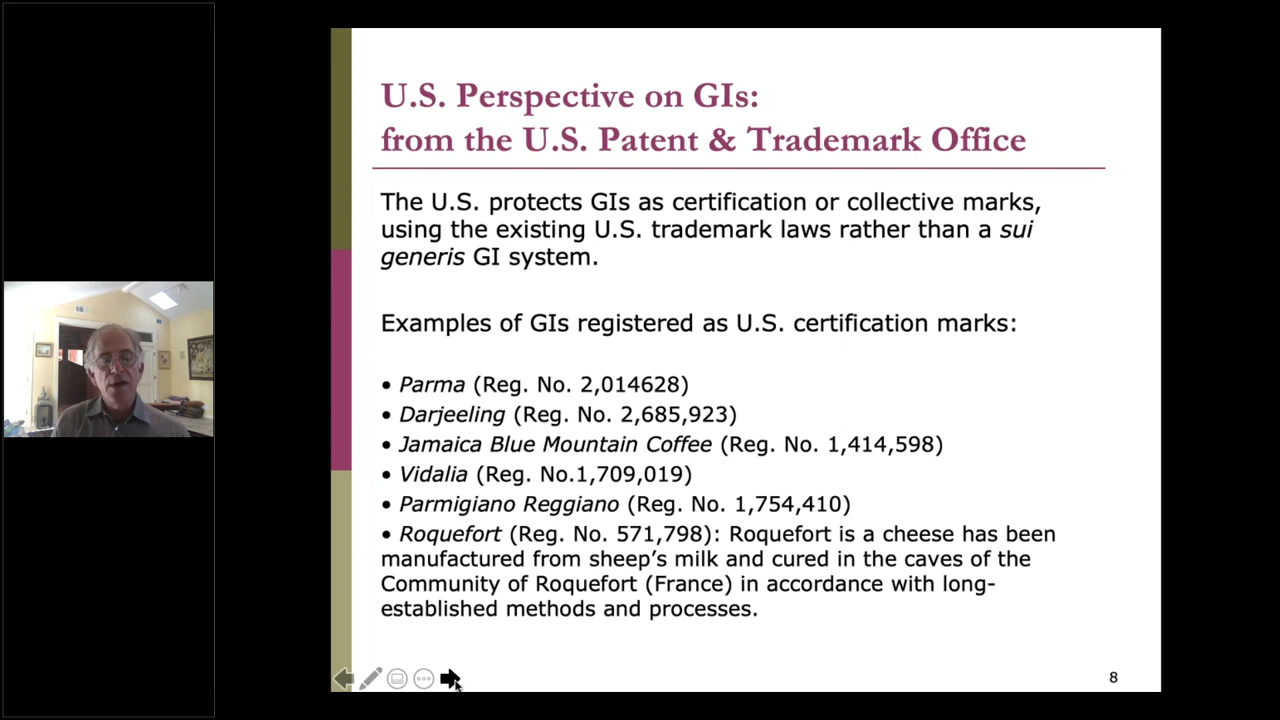 U.S. Perspective on GIs:
from the U.S. Patent & Trademark Office
The U.S. protects GIs as certification or collective marks,
using the existing U.S. trademark laws rather than a sui
generis GI system.
Examples of GIs registered as U.S. certification marks:
• Parma (Reg. No. 2,014628)
• Darjeeling (Reg. No. 2,685,923)
• Jamaica Blue Mountain Coffee (Reg. No. 1,414,598)
• Vidalia (Reg. No.1,709,019)
• Parmigiano Reggiano (Reg. No. 1,754,410)
• Roquefort (Reg. No. 571,798): Roquefort is a cheese has been
manufactured from sheep’s milk and cured in the caves of the
Community of Roquefort (France) in accordance with long-
established methods and processes.
8